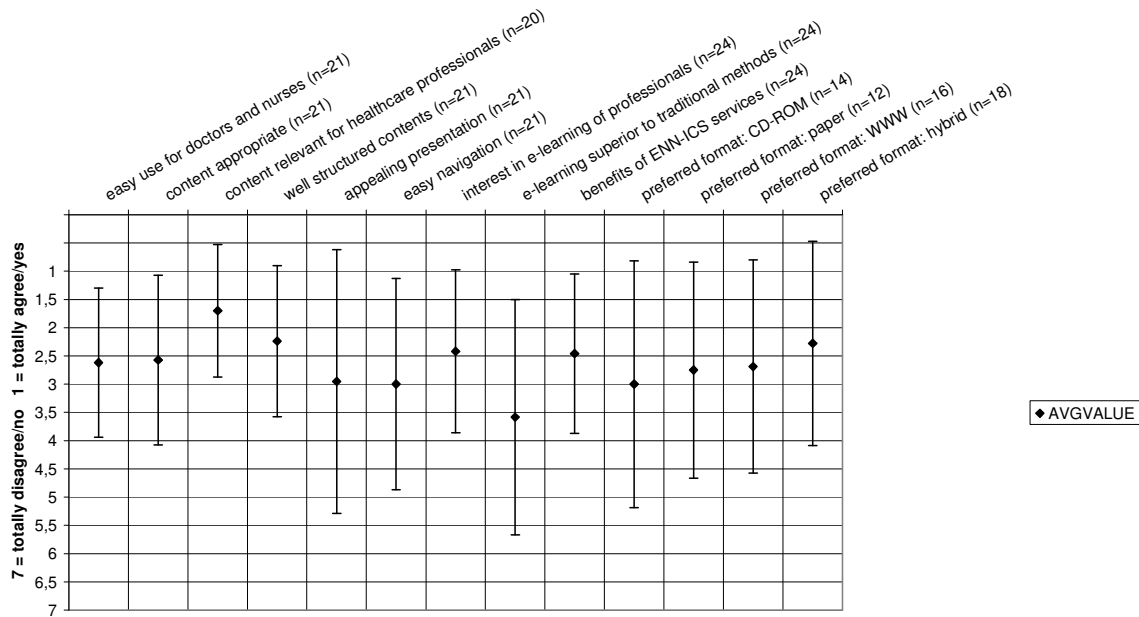 easy use for doctors and nurses (n=21)
content appropriate (n=21)
content relevant for healthcare professionals (n=20)
well structured contents (n=21)
appealing presentation (n=21)
easy navigation (n=21)
interest in e-learning of professionals (n=24)
e-learning superior to traditional methods (n=24)
benefits of ENN-ICS services (n=24)
preferred format: CD-ROM (n=14)
preferred format: paper (n=12)
preferred format: WWW (n=16)
preferred format: hybrid (n=18)
7 = totally disagree/no 1 = totally agree/yes
1
1,5
2
2,5
3
3,5
4
4,5
5
5,5
6
6,5
7
AVGVALUE